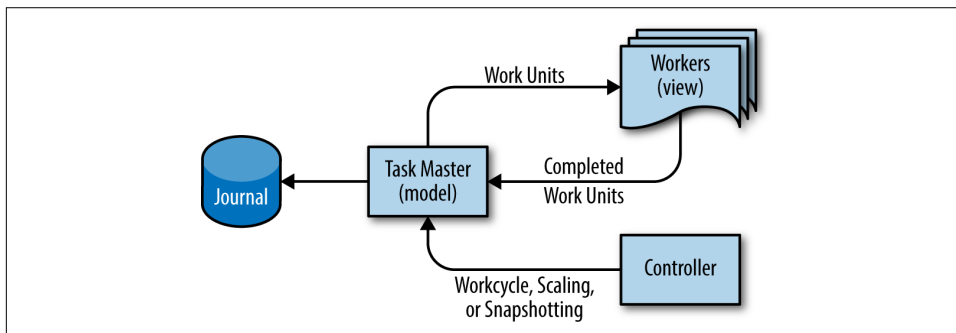 Work Units
Workers
(view)
Journal
Task Master
(model)
Completed
Work Units
Controller
Workcycle, Scaling,
or Snapshotting